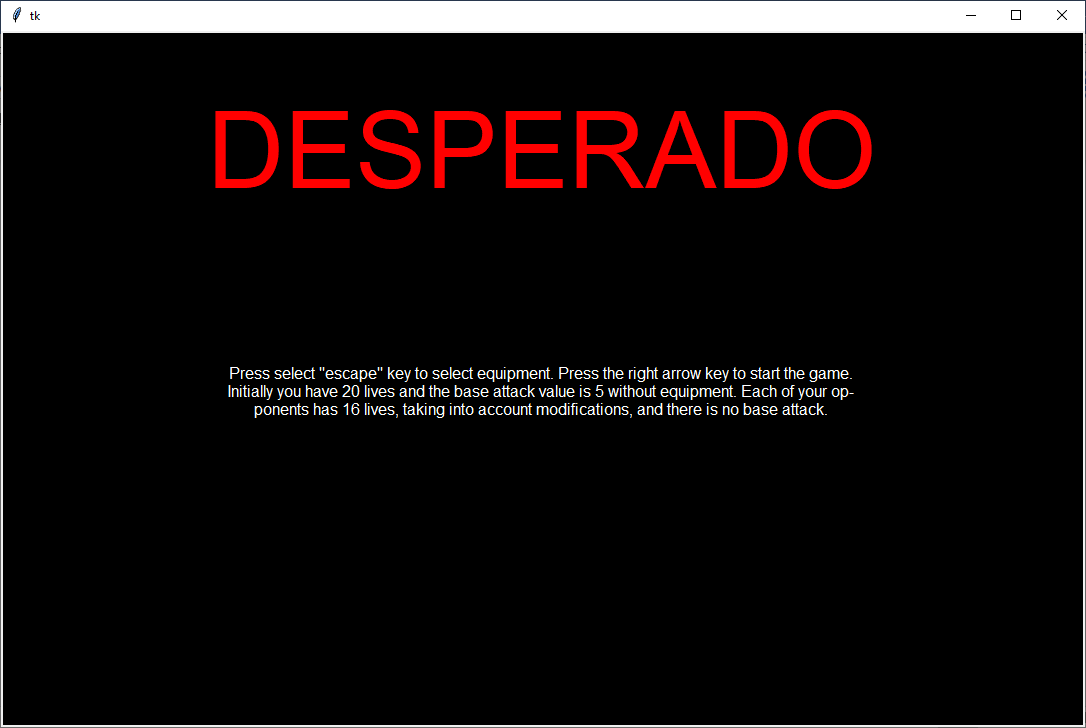 tk
DESPERADO
Press select "escape" key to select equipment. Press the right arrow key to start the game.
Initially you have 20 lives and the base attack value is 5 without equipment. Each of your op-
ponents has 16 lives, taking into account modifications, and there is no base attack.